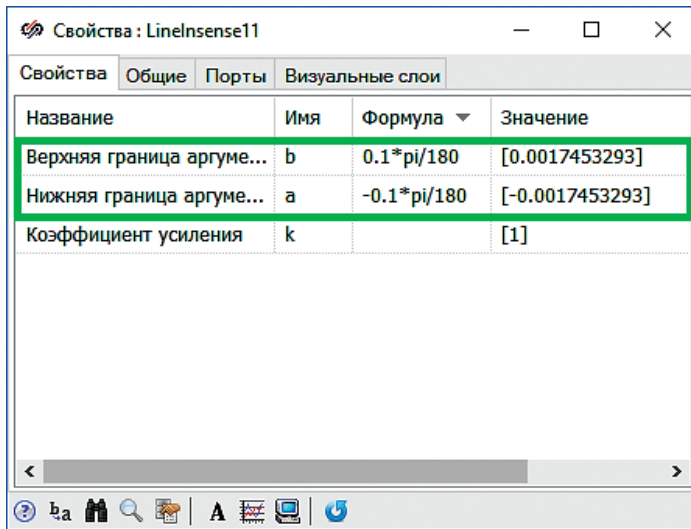 Свойства : LineInsense11
Свойства Общие Порты Визуальные слои
Название Имя Формула Значение
Верхняя граница аргуме... b 0.1*pi/180 [0.0017453293]
Нижняя граница аргуме... a -0.1*pi/180 [-0.0017453293]
Коэффициент усиления k [1]